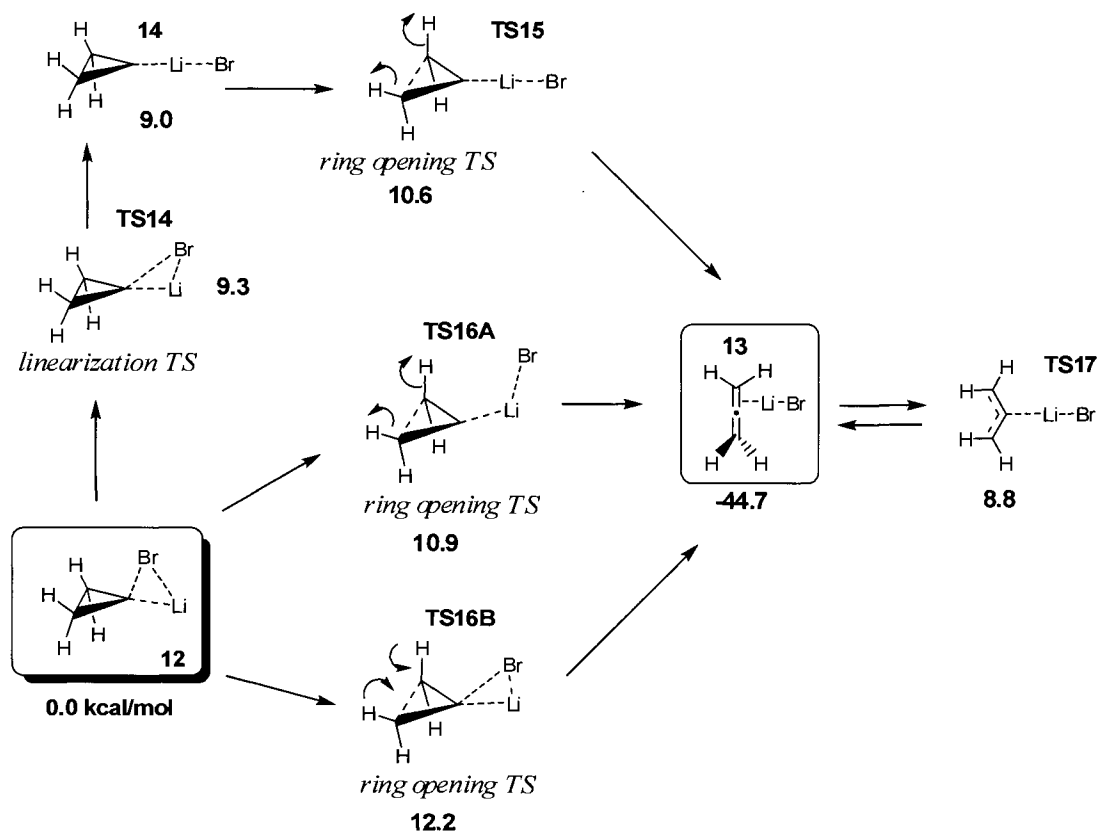 14
H
H
Li
Br
H
H
9.0
TS15
H
H
Li
Br
H
H
ring opening TS
10.6
TS14
H
Br
H
Li
H
H
9.3
linearization TS
TS16A
H
Br
H
Li
H
H
ring opening TS
10.9
13
H
H
Li
Br
H
H
-44.7
TS17
H
H
Li
Br
H
H
8.8
H
Br
H
Li
H
H
12
0.0 kcal/mol
TS16B
H
Br
H
Li
H
H
ring opening TS
12.2